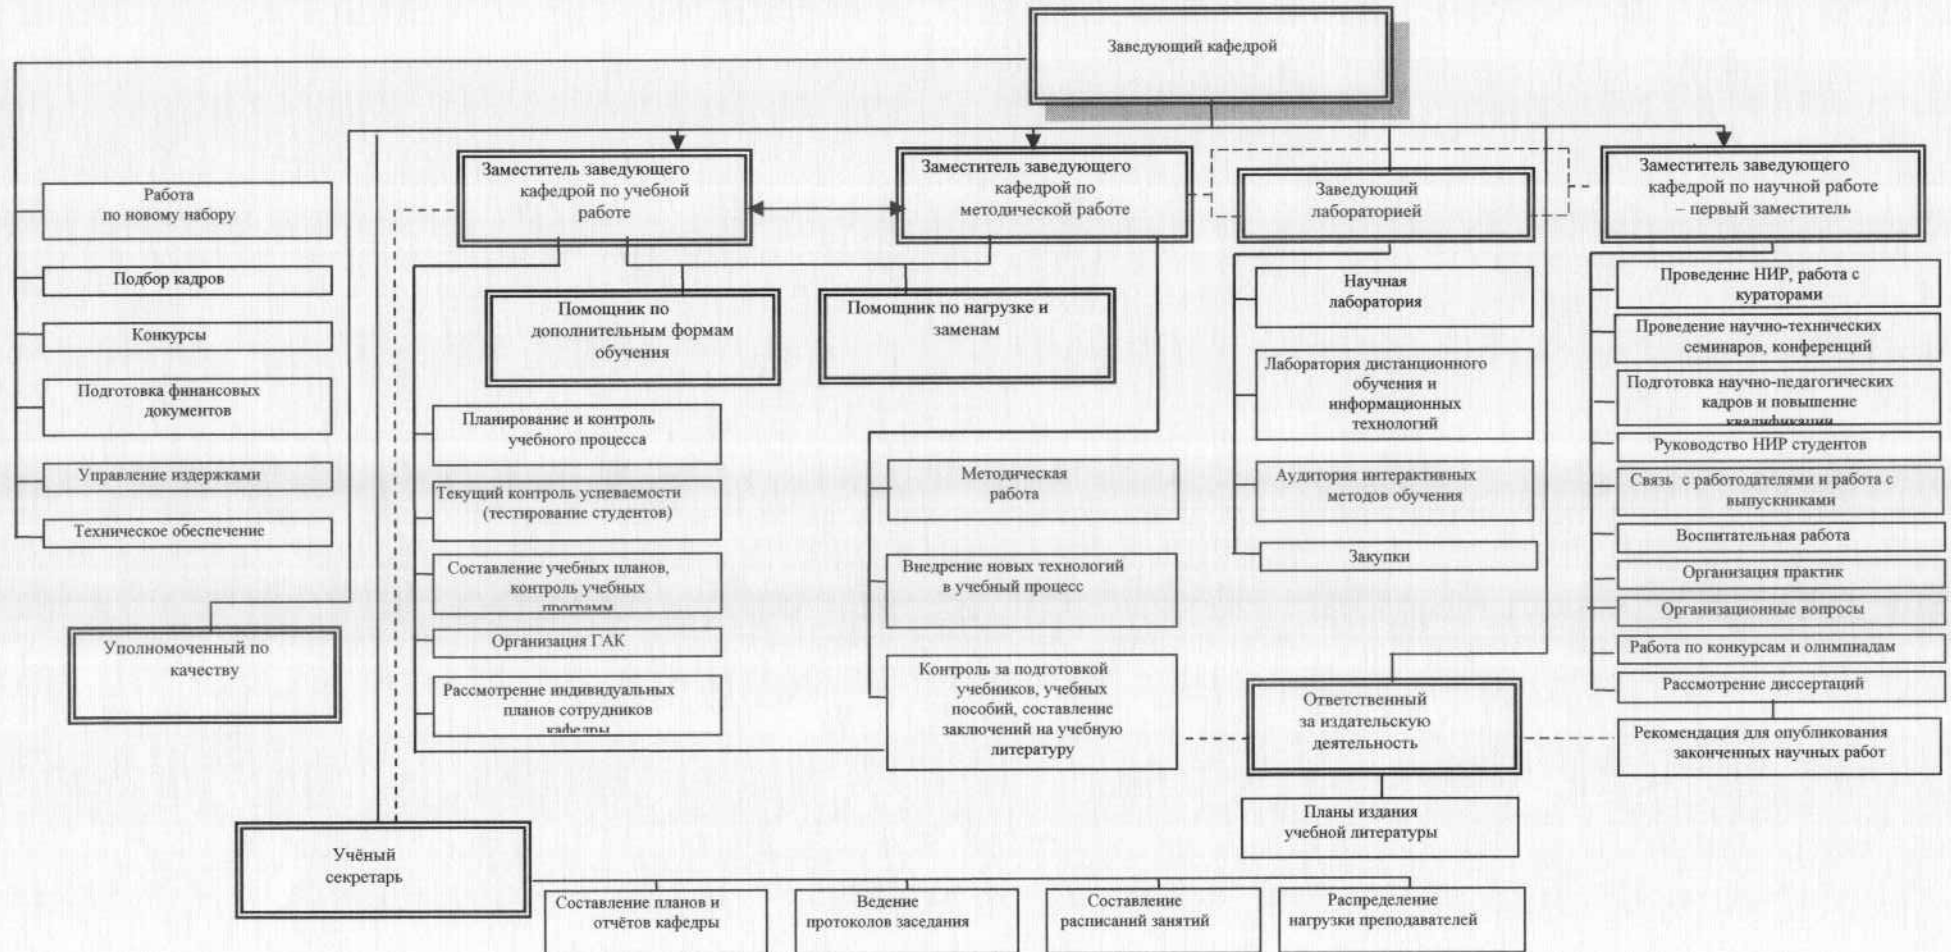 Заведующий кафедрой
Работа
по новому набору
Подбор кадров
Конкурсы
Подготовка финансовых
документов
Управление издержками
Техническое обеспечение
Уполномоченный по
качеству
Заместитель заведующего
кафедрой по учебной
работе
Заместитель заведующего
кафедрой по
методической работе
Заведующий
лабораторией
Заместитель заведующего
кафедрой по научной работе
– первый заместитель
Помощник по
дополнительным формам
обучения
Помощник по нагрузке и
заменам
Планирование и контроль
учебного процесса
Текущий контроль успеваемости
(тестирование студентов)
Составление учебных планов,
контроль учебных
программ
Организация ГАК
Рассмотрение индивидуальных
планов сотрудников
кафедры
Методическая
работа
Внедрение новых технологий
в учебный процесс
Контроль за подготовкой
учебников, учебных
пособий, составление
заключений на учебную
литературу
Научная
лаборатория
Лаборатория дистанционного
обучения и
информационных
технологий
Аудитория интерактивных
методов обучения
Закупки
Ответственный
за издательскую
деятельность
Планы издания
учебной литературы
Проведение НИР, работа с
кураторами
Проведение научно-технических
семинаров, конференций
Подготовка научно-педагогических
кадров и повышение
квалификации
Руководство НИР студентов
Связь с работодателями и работа с
выпускниками
Воспитательная работа
Организация практик
Организационные вопросы
Работа по конкурсам и олимпиадам
Рассмотрение диссертаций
Рекомендация для опубликования
законченных научных работ
Учёный
секретарь
Составление планов и
отчётов кафедры
Ведение
протоколов заседания
Составление
расписаний занятий
Распределение
нагрузки преподавателей